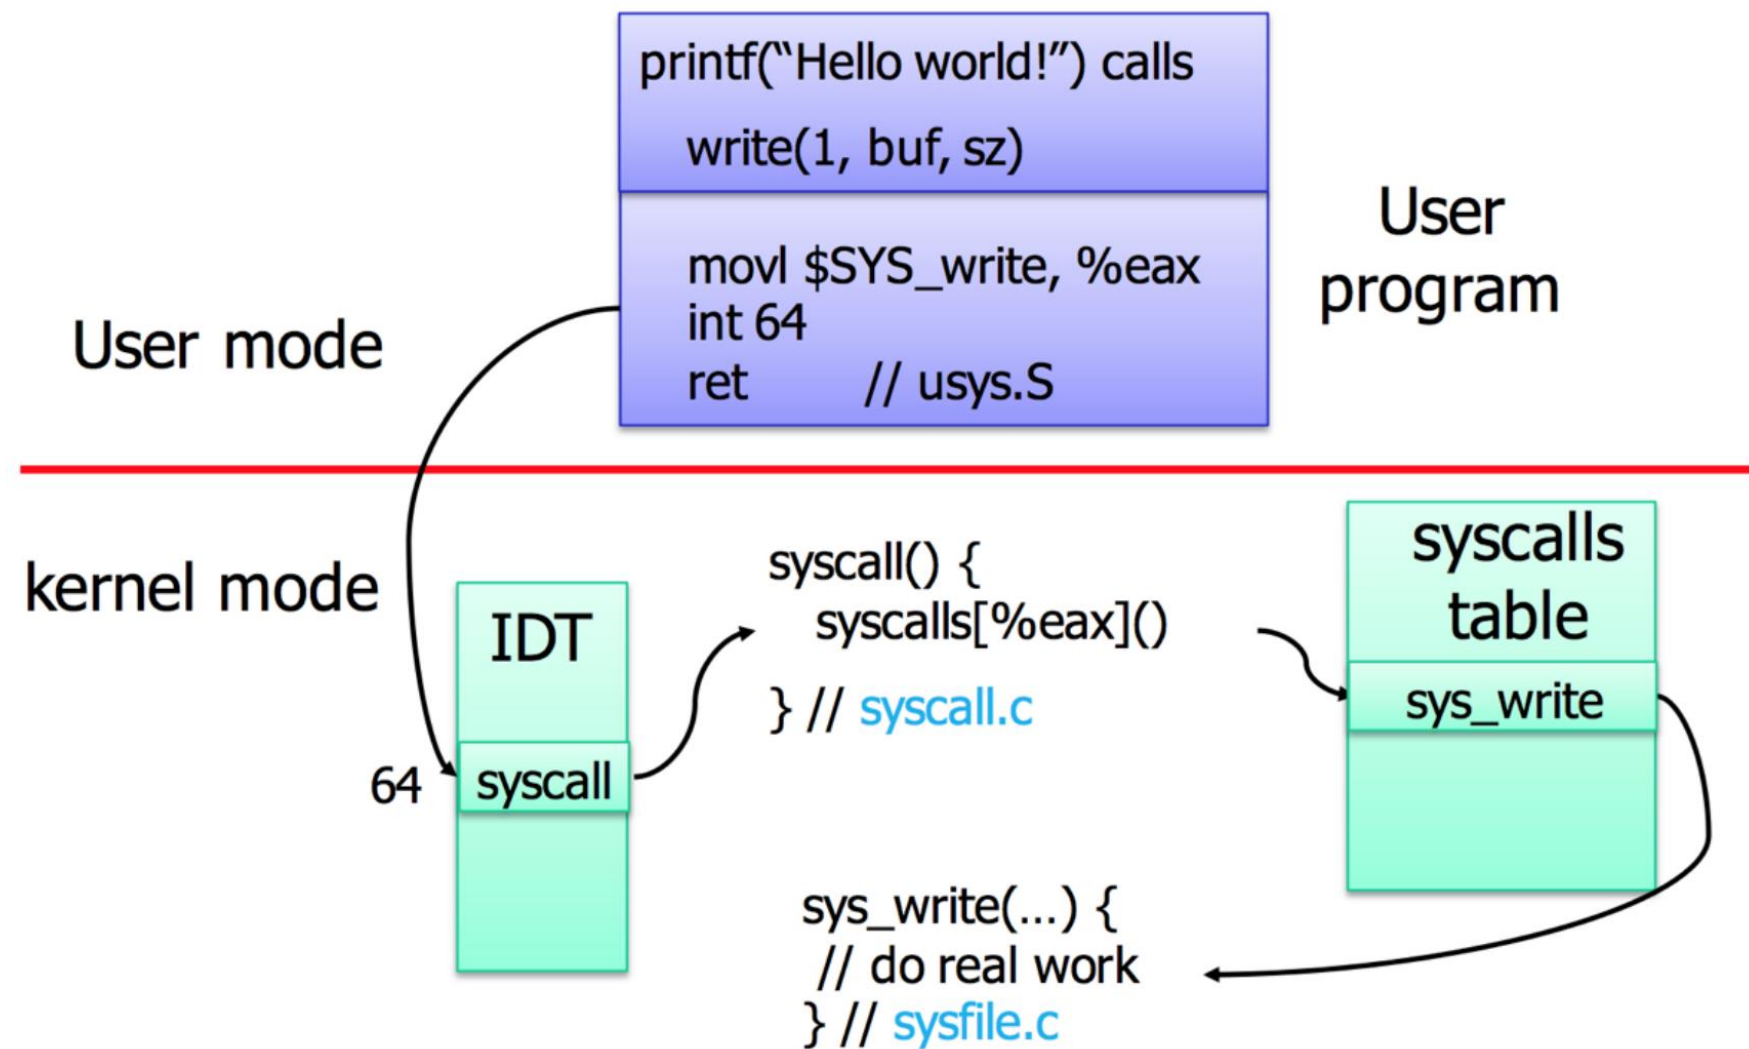 printf(“Hello world!”) calls
write(1, buf, sz)
movl $SYS_write, %eax
int 64
ret // usys.S
User
program
User mode
kernel mode
IDT
64
syscall
syscall() {
syscalls[%eax]()
} // syscall.c
syscalls
table
sys_write
sys_write(...) {
// do real work
} // sysfile.c